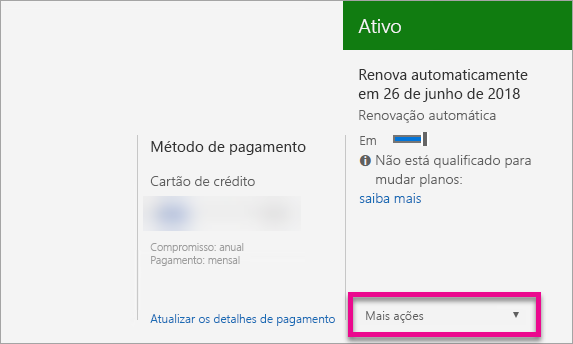 Ativo
Renova automaticamente
em 26 de junho de 2018
Renovação automática
Em
Não está qualificado para
mudar planos:
saiba mais
Método de pagamento
Cartão de crédito
Compromisso: anual
Pagamento: mensal
Atualizar os detalhes de pagamento
Mais ações